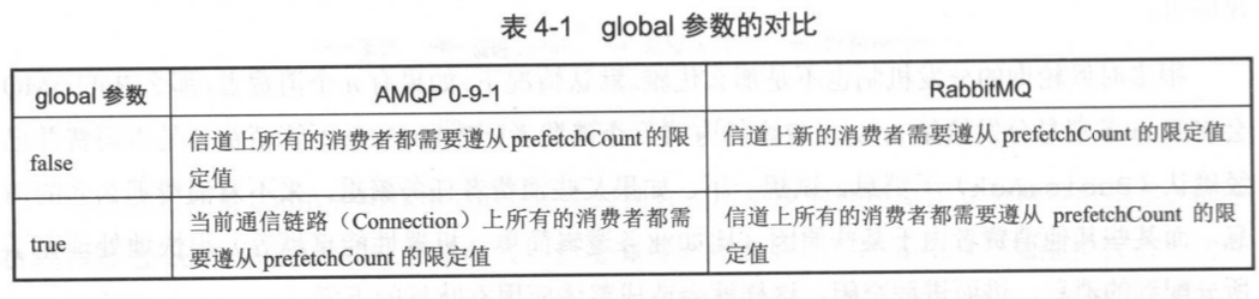 表 4-1 global 参数的对比
global 参数 AMQP 0-9-1 RabbitMQ
false
信道上所有的消费者都需要遵从 prefetchCount 的限
定值
信道上新的消费者需要遵从 prefetchCount 的限定值
true
当前通信链路（Connection）上所有的消费者都需
要遵从 prefetchCount 的限定值
信道上所有的消费者都需要遵从 prefetchCount 的限
定值